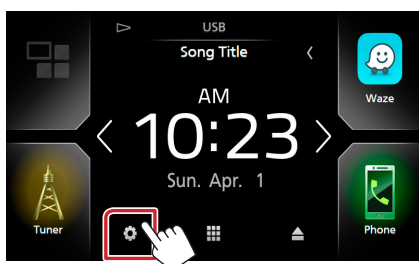 USB
Song Title
AM
10:23
Sun. Apr. 1
Waze
Tuner
Phone